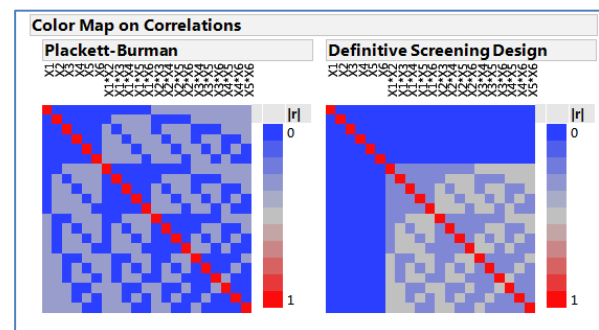 Color Map on Correlations
Plackett-Burman
X1
X2
X3
X4
X5
X6
X1*X2
X1*X3
X1*X4
X1*X5
X1*X6
X2*X3
X2*X4
X2*X5
X2*X6
X3*X4
X3*X5
X3*X6
X4*X5
X4*X6
X5*X6
|r|
0
1
Definitive Screening Design
X1
X2
X3
X4
X5
X6
X1*X2
X1*X3
X1*X4
X1*X5
X1*X6
X2*X3
X2*X4
X2*X5
X2*X6
X3*X4
X3*X5
X3*X6
X4*X5
X4*X6
X5*X6
|r|
0
1